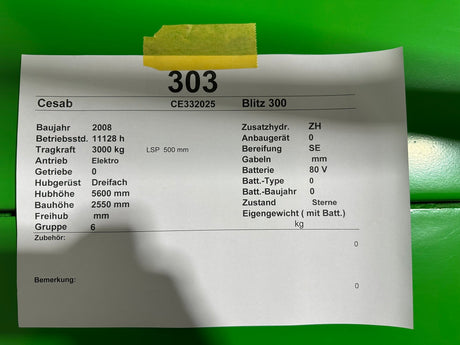 303
Cesab CE332025 Blitz 300
Baujahr 2008 Zusatzhydr. ZH
Betriebsstd. 11128 h Anbaugerät 0
Tragkraft 3000 kg LSP 500 mm Bereifung SE
Antrieb Elektro Gabeln mm
Getriebe 0 Batterie 80 V
Hubgerüst Dreifach Batt.-Type 0
Hubhöhe 5600 mm Batt.-Baujahr 0
Bauhöhe 2550 mm Zustand Sterne
Freihub mm Eigengewicht ( mit Batt.)
Gruppe 6 kg
Zubehör:
0
Bemerkung:
0